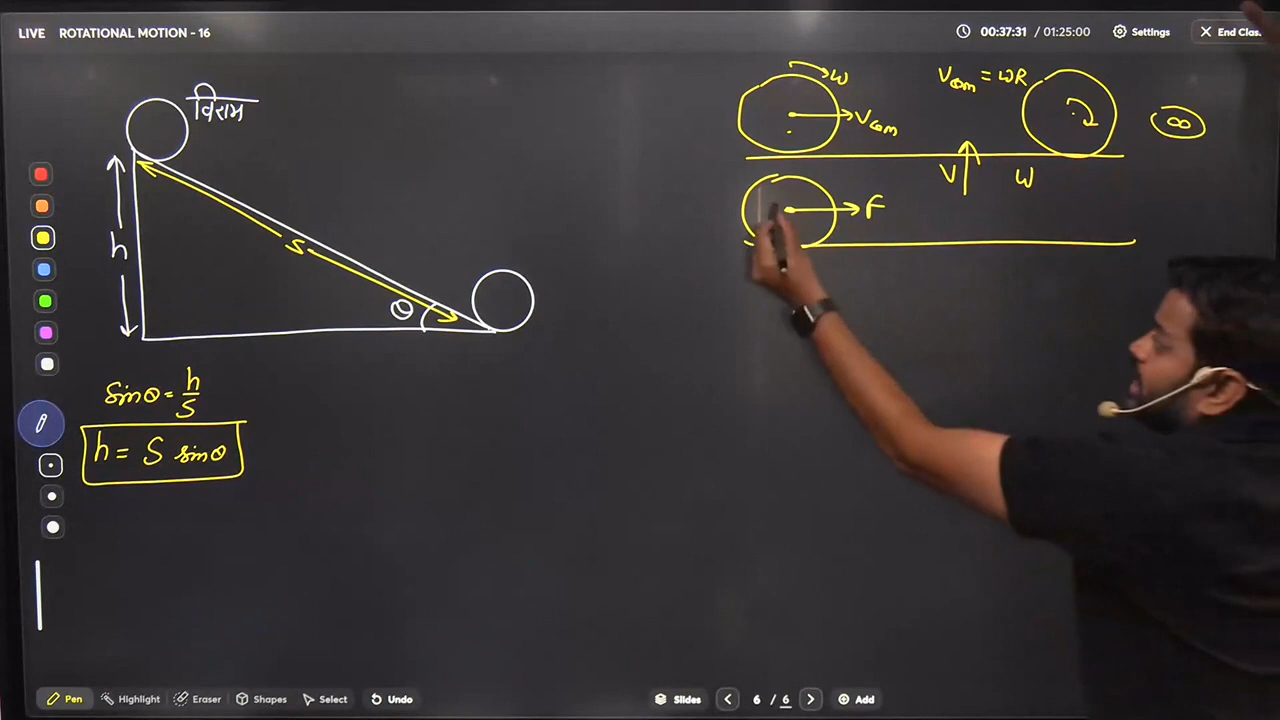 LIVE ROTATIONAL MOTION - 16
00:37:31 / 01:25:00
Settings
End
विराम
h
s
θ
sinθ = h/s
h = S sinθ
ω
Vcom
Vcom = ωR
∞
V
ω
F
Pen
Highlight
Eraser
Shapes
Select
Undo
Slides
6 / 6
Add